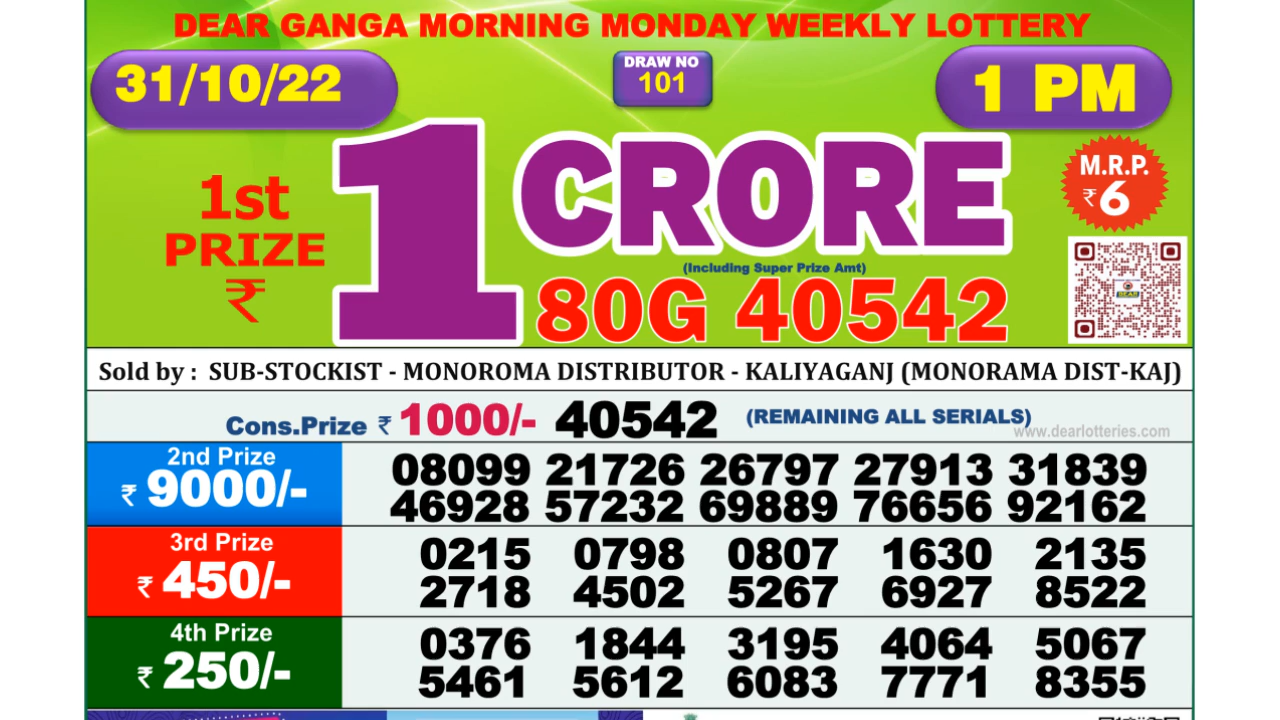 DEAR GANGA MORNING MONDAY WEEKLY LOTTERY
31/10/22
DRAW NO
101
1 PM
1st
PRIZE
₹
1 CRORE
(Including Super Prize Amt)
80G 40542
M.R.P.
₹ 6
DEAR
Sold by : SUB-STOCKIST - MONOROMA DISTRIBUTOR - KALIYAGANJ (MONORAMA DIST-KAJ)
Cons.Prize ₹ 1000/- 40542 (REMAINING ALL SERIALS)
www.dearlotteries.com
2nd Prize
₹ 9000/-
08099 21726 26797 27913 31839
46928 57232 69889 76656 92162
3rd Prize
₹ 450/-
0215 0798 0807 1630 2135
2718 4502 5267 6927 8522
4th Prize
₹ 250/-
0376 1844 3195 4064 5067
5461 5612 6083 7771 8355